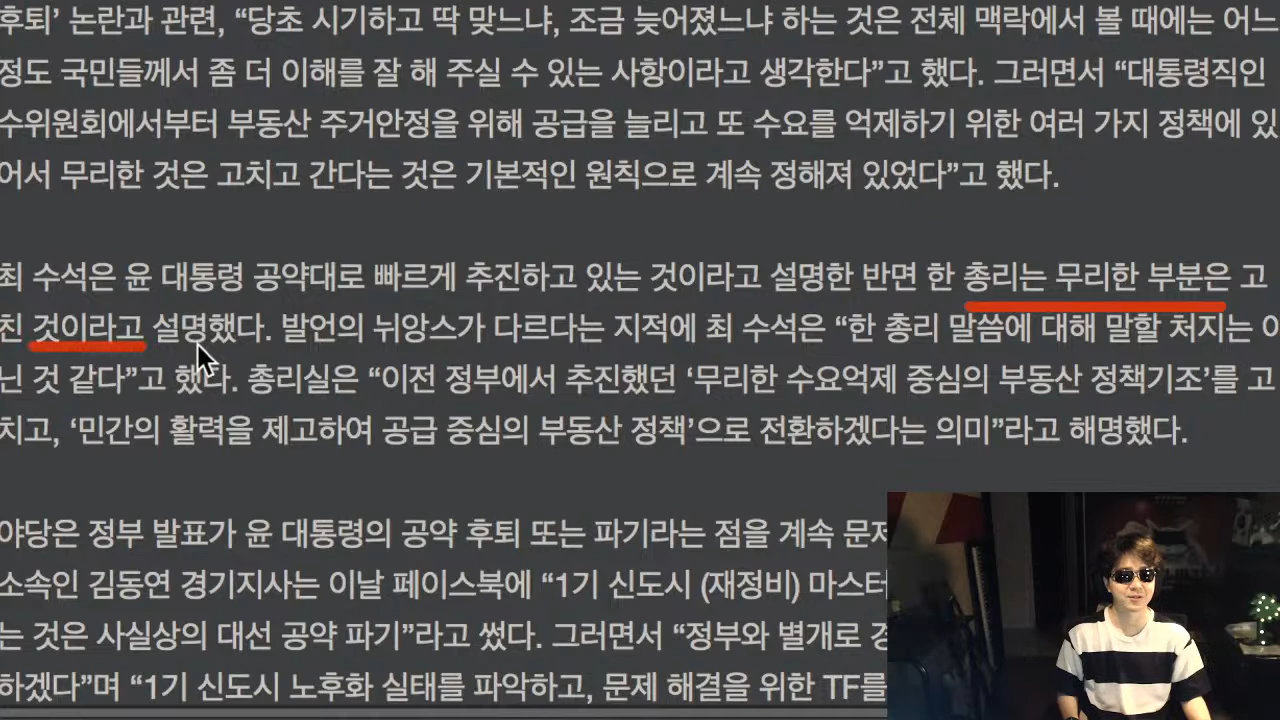 후퇴’ 논란과 관련, “당초 시기하고 딱 맞느냐, 조금 늦어졌느냐 하는 것은 전체 맥락에서 볼 때에는 어느
정도 국민들께서 좀 더 이해를 잘 해 주실 수 있는 사항이라고 생각한다”고 했다. 그러면서 “대통령직인
수위원회에서부터 부동산 주거안정을 위해 공급을 늘리고 또 수요를 억제하기 위한 여러 가지 정책에 있
어서 무리한 것은 고치고 간다는 것은 기본적인 원칙으로 계속 정해져 있었다”고 했다.
최 수석은 윤 대통령 공약대로 빠르게 추진하고 있는 것이라고 설명한 반면 한 총리는 무리한 부분은 고
친 것이라고 설명했다. 발언의 뉘앙스가 다르다는 지적에 최 수석은 “한 총리 말씀에 대해 말할 처지는
닌 것 같다”고 했다. 총리실은 “이전 정부에서 추진했던 ‘무리한 수요억제 중심의 부동산 정책기조’를 고
치고, ‘민간의 활력을 제고하여 공급 중심의 부동산 정책’으로 전환하겠다는 의미”라고 해명했다.
야당은 정부 발표가 윤 대통령의 공약 후퇴 또는 파기라는 점을 계속
소속인 김동연 경기지사는 이날 페이스북에 “1기 신도시 (재정비) 마스터
는 것은 사실상의 대선 공약 파기”라고 썼다. 그러면서 “정부와 별개로
하겠다”며 “1기 신도시 노후화 실태를 파악하고, 문제 해결을 위한 TF를